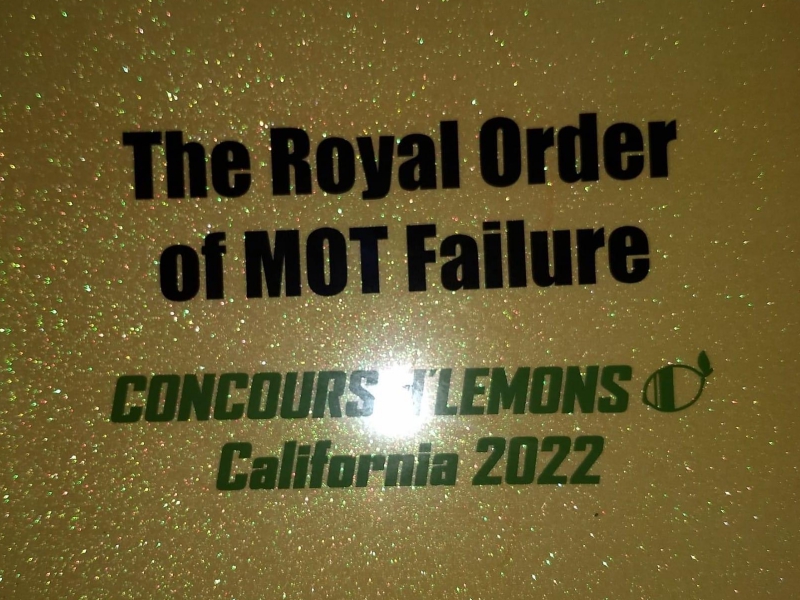 The Royal Order
of MOT Failure
CONCOURS LEMONS
California 2022